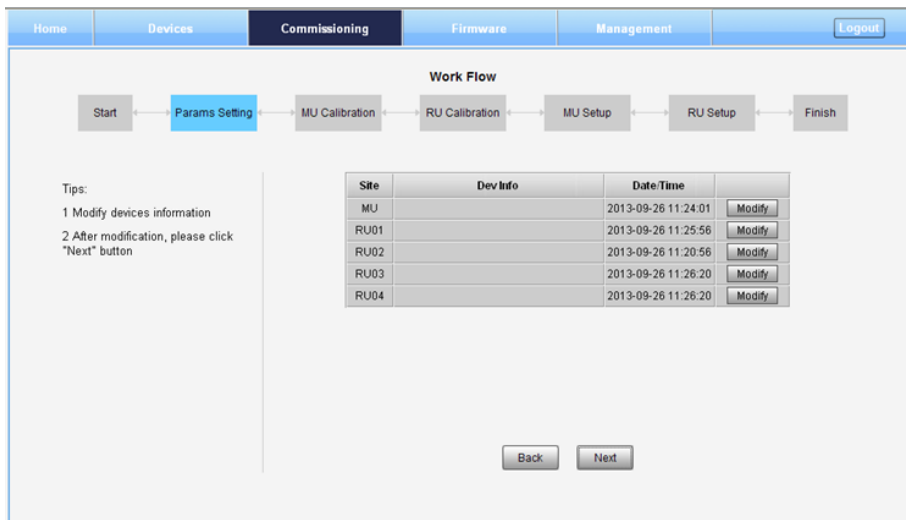 Home Devices Commissioning Firmware Management Logout
Work Flow
Start Params Setting MU Calibration RU Calibration MU Setup RU Setup Finish
Tips:
1 Modify devices information
2 After modification, please click
"Next" button
Site Dev Info Date/Time
MU 2013-09-26 11:24:01 Modify
RU01 2013-09-26 11:25:56 Modify
RU02 2013-09-26 11:20:56 Modify
RU03 2013-09-26 11:26:20 Modify
RU04 2013-09-26 11:26:20 Modify
Back Next